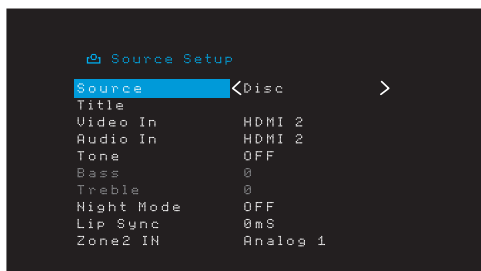 Source Setup
Source <Disc >
Title
Video In HDMI 2
Audio In HDMI 2
Tone OFF
Bass 0
Treble 0
Night Mode OFF
Lip Sync 0mS
Zone2 IN Analog 1